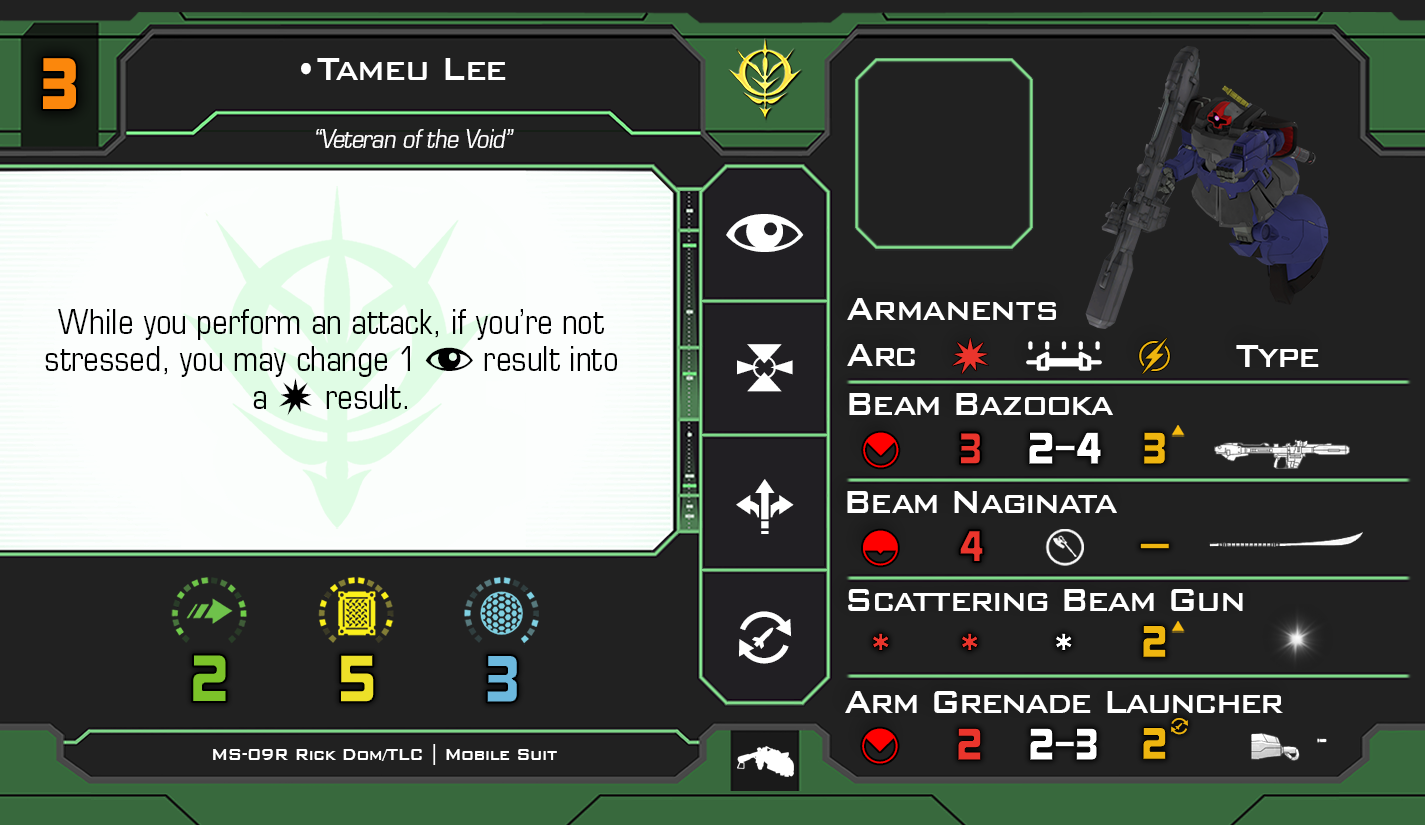 3
•Tameu Lee
“Veteran of the Void”
While you perform an attack, if you’re not
stressed, you may change 1 result into
a result.
2 5 3
MS-09R Rick Dom/TLC | Mobile Suit
Armanents
Arc Type
Beam Bazooka
3 2–4 3
Beam Naginata
4 –
Scattering Beam Gun
* * * 2
Arm Grenade Launcher
2 2–3 2